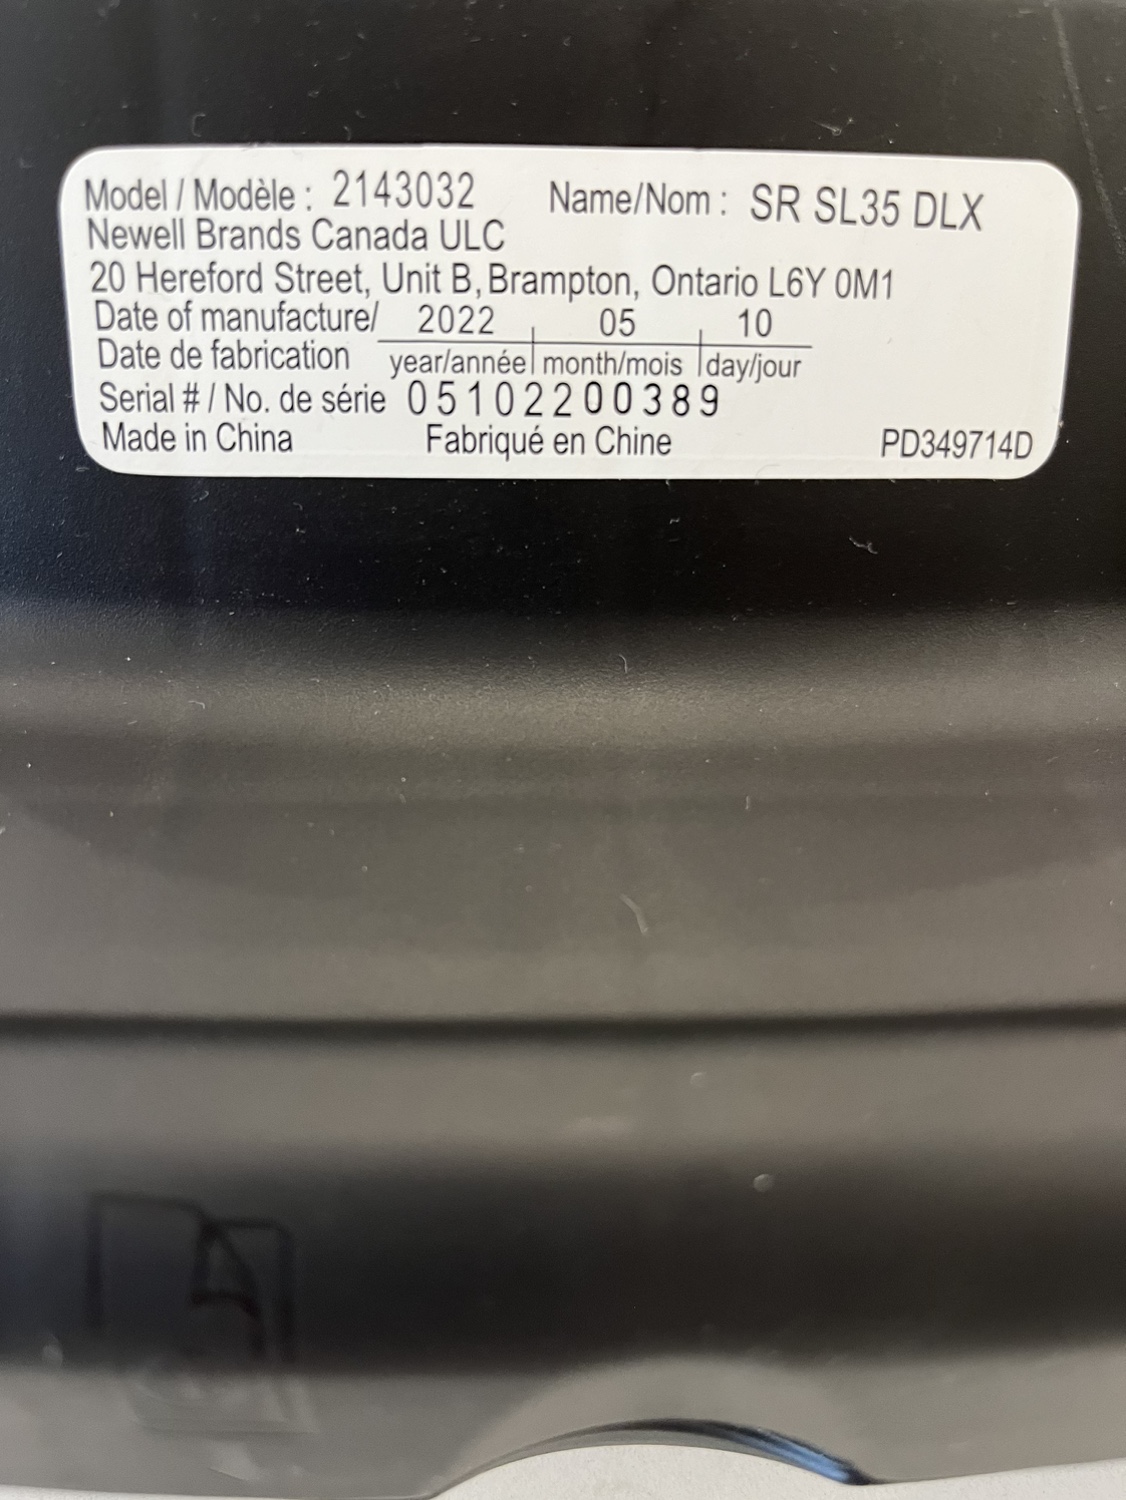 Model / Modèle : 2143032 Name/Nom : SR SL35 DLX
Newell Brands Canada ULC
20 Hereford Street, Unit B, Brampton, Ontario L6Y 0M1
Date of manufacture/ 2022 05 10
Date de fabrication year/année month/mois day/jour
Serial # / No. de série 05102200389
Made in China Fabriqué en Chine PD349714D